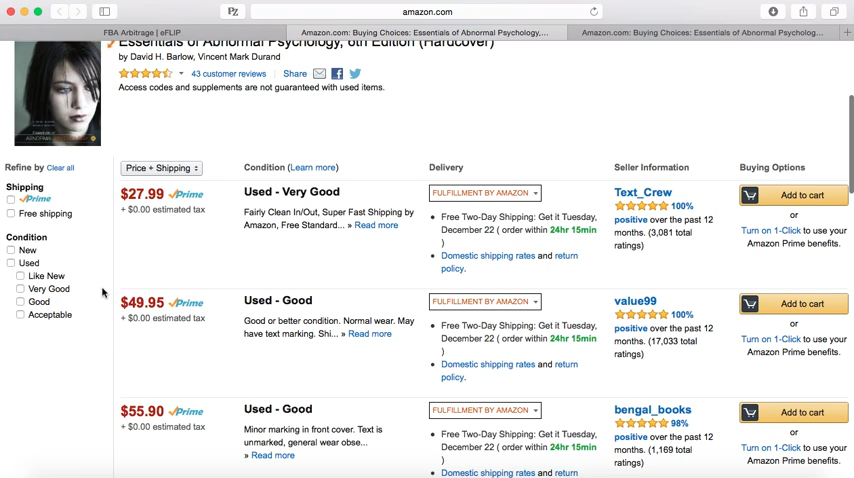 amazon.com
FBA Arbitrage | eFLIP
Amazon.com: Buying Choices: Essentials of Abnormal Psychology,...
Amazon.com: Buying Choices: Essentials of Abnormal Psycholog...
Essentials of Abnormal Psychology, 6th Edition (Hardcover)
by David H. Barlow, Vincent Mark Durand
43 customer reviews
Share
Access codes and supplements are not guaranteed with used items.
Refine by Clear all
Price + Shipping
Condition (Learn more)
Delivery
Seller Information
Buying Options
Shipping
Prime
Free shipping
Condition
New
Used
Like New
Very Good
Good
Acceptable
$27.99 Prime
+ $0.00 estimated tax
Used - Very Good
Fairly Clean In/Out, Super Fast Shipping by
Amazon, Free Standard... » Read more
FULFILLMENT BY AMAZON
• Free Two-Day Shipping: Get it Tuesday,
December 22 ( order within 24hr 15min
)
• Domestic shipping rates and return
policy.
Text_Crew
100%
positive over the past 12
months. (3,081 total
ratings)
Add to cart
or
Turn on 1-Click to use your
Amazon Prime benefits.
$49.95 Prime
+ $0.00 estimated tax
Used - Good
Good or better condition. Normal wear. May
have text marking. Shi... » Read more
FULFILLMENT BY AMAZON
• Free Two-Day Shipping: Get it Tuesday,
December 22 ( order within 24hr 15min
)
• Domestic shipping rates and return
policy.
value99
100%
positive over the past 12
months. (17,033 total
ratings)
Add to cart
or
Turn on 1-Click to use your
Amazon Prime benefits.
$55.90 Prime
+ $0.00 estimated tax
Used - Good
Minor marking in front cover. Text is
unmarked, general wear obse...
» Read more
FULFILLMENT BY AMAZON
• Free Two-Day Shipping: Get it Tuesday,
December 22 ( order within 24hr 15min
)
• Domestic shipping rates and return
bengal_books
98%
positive over the past 12
months. (1,169 total
ratings)
Add to cart
or
Turn on 1-Click to use your
Amazon Prime benefits.